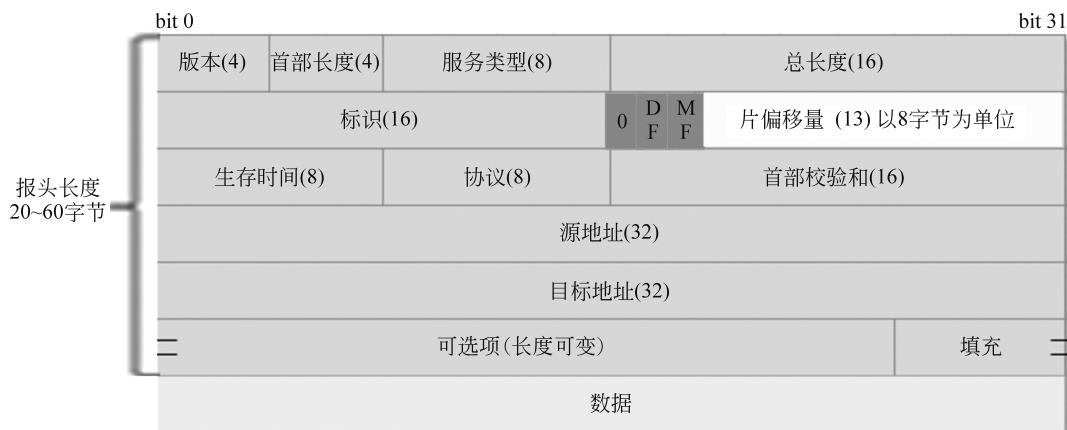 bit 0
bit 31
版本(4)
首部长度(4)
服务类型(8)
总长度(16)
标识(16)
0
D
F
M
F
片偏移量 (13) 以8字节为单位
生存时间(8)
协议(8)
首部校验和(16)
报头长度
20~60字节
源地址(32)
目标地址(32)
可选项(长度可变)
填充
数据